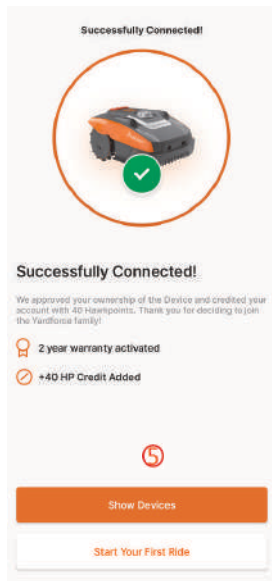 Successfully Connected!
Successfully Connected!
We approved your ownership of the Device and credited your
account with 40 Hawkpoints. Thank you for deciding to join
the Yardforce family!
2 year warranty activated
+40 HP Credit Added
5
Show Devices
Start Your First Ride